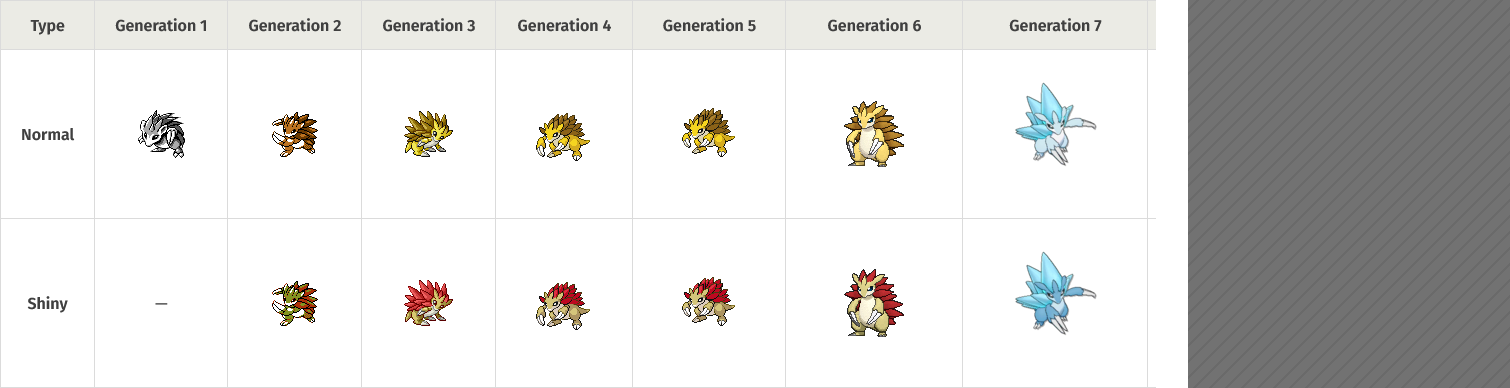 Type Generation 1 Generation 2 Generation 3 Generation 4 Generation 5 Generation 6 Generation 7
Normal
Shiny —